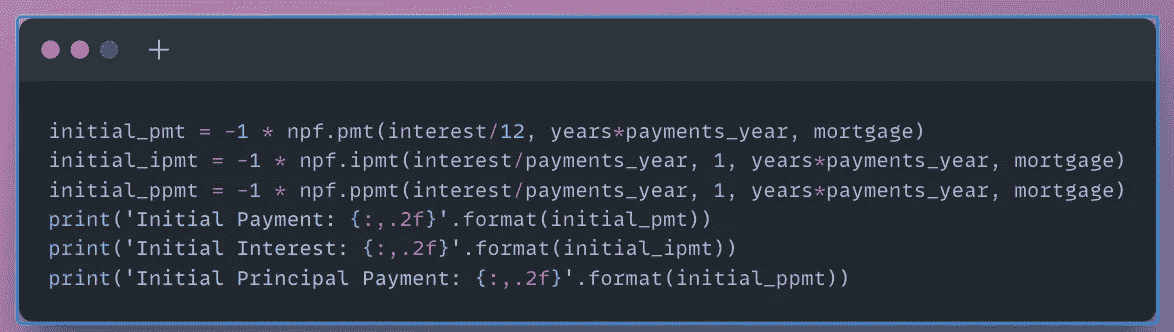 initial_pmt = -1 * npf.pmt(interest/12, years*payments_year, mortgage)
initial_ipmt = -1 * npf.ipmt(interest/payments_year, 1, years*payments_year, mortgage)
initial_ppmt = -1 * npf.ppmt(interest/payments_year, 1, years*payments_year, mortgage)
print('Initial Payment: {:,.2f}'.format(initial_pmt))
print('Initial Interest: {:,.2f}'.format(initial_ipmt))
print('Initial Principal Payment: {:,.2f}'.format(initial_ppmt))